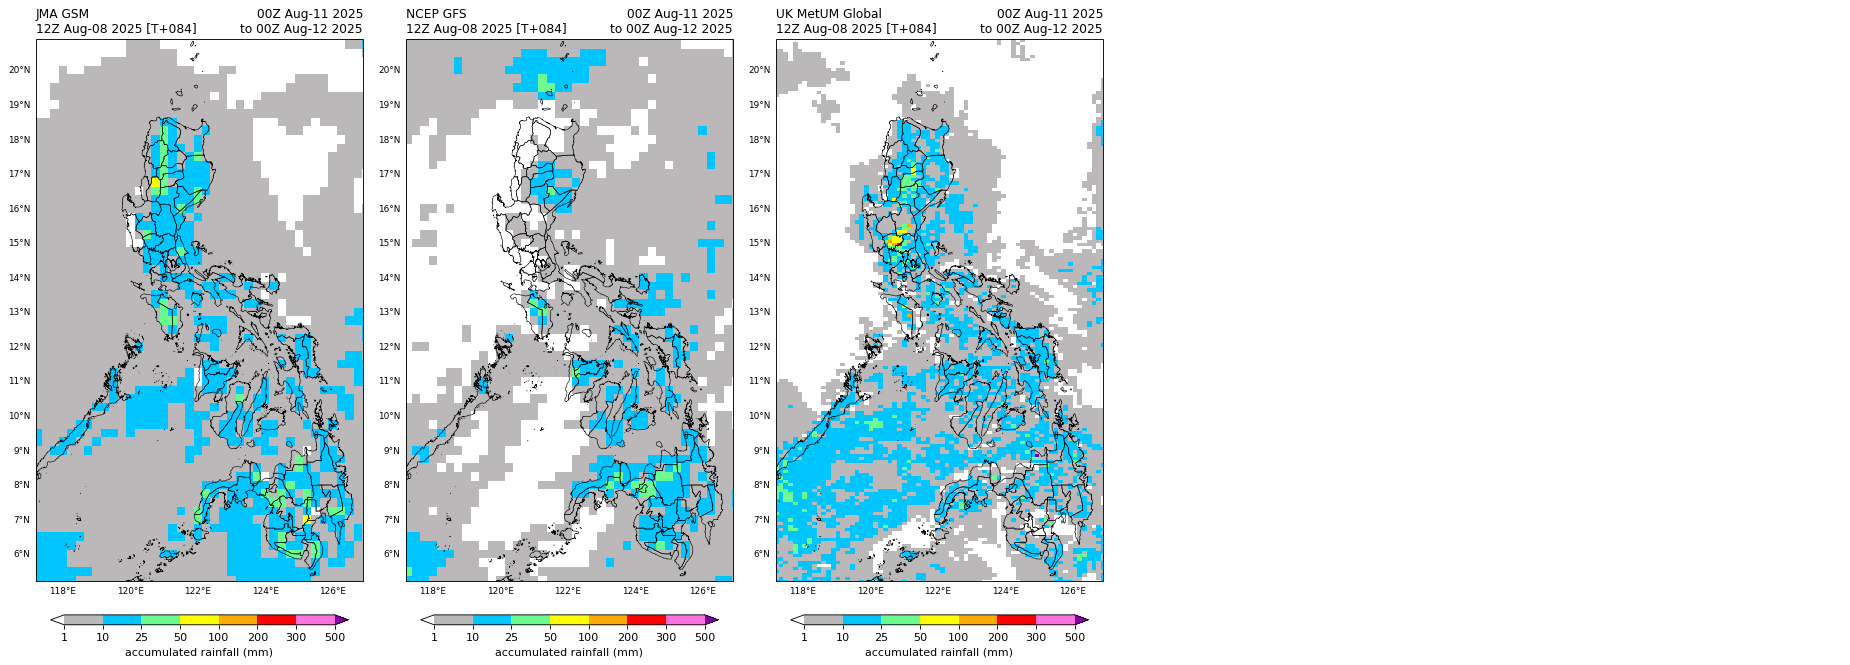 JMA GSM 00Z Aug-11 2025
12Z Aug-08 2025 [T+084] to 00Z Aug-12 2025
20°N
19°N
18°N
17°N
16°N
15°N
14°N
13°N
12°N
11°N
10°N
9°N
8°N
7°N
6°N
118°E 120°E 122°E 124°E 126°E
1 10 25 50 100 200 300 500
accumulated rainfall (mm)
NCEP GFS 00Z Aug-11 2025
12Z Aug-08 2025 [T+084] to 00Z Aug-12 2025
20°N
19°N
18°N
17°N
16°N
15°N
14°N
13°N
12°N
11°N
10°N
9°N
8°N
7°N
6°N
118°E 120°E 122°E 124°E 126°E
1 10 25 50 100 200 300 500
accumulated rainfall (mm)
UK MetUM Global 00Z Aug-11 2025
12Z Aug-08 2025 [T+084] to 00Z Aug-12 2025
20°N
19°N
18°N
17°N
16°N
15°N
14°N
13°N
12°N
11°N
10°N
9°N
8°N
7°N
6°N
118°E 120°E 122°E 124°E 126°E
1 10 25 50 100 200 300 500
accumulated rainfall (mm)